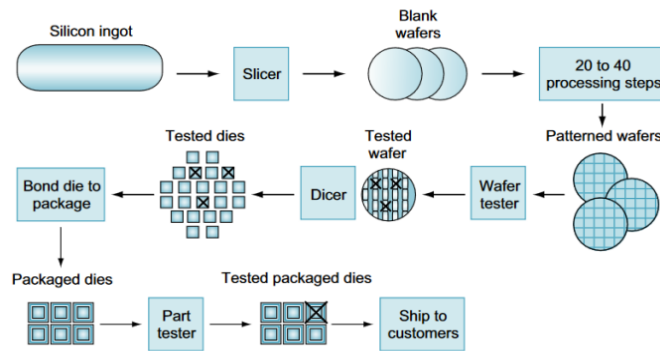 Silicon ingot
Slicer
Blank
wafers
20 to 40
processing steps
Tested dies
Bond die to
package
Dicer
Tested
wafer
Wafer
tester
Patterned wafers
Packaged dies
Part
tester
Tested packaged dies
Ship to
customers